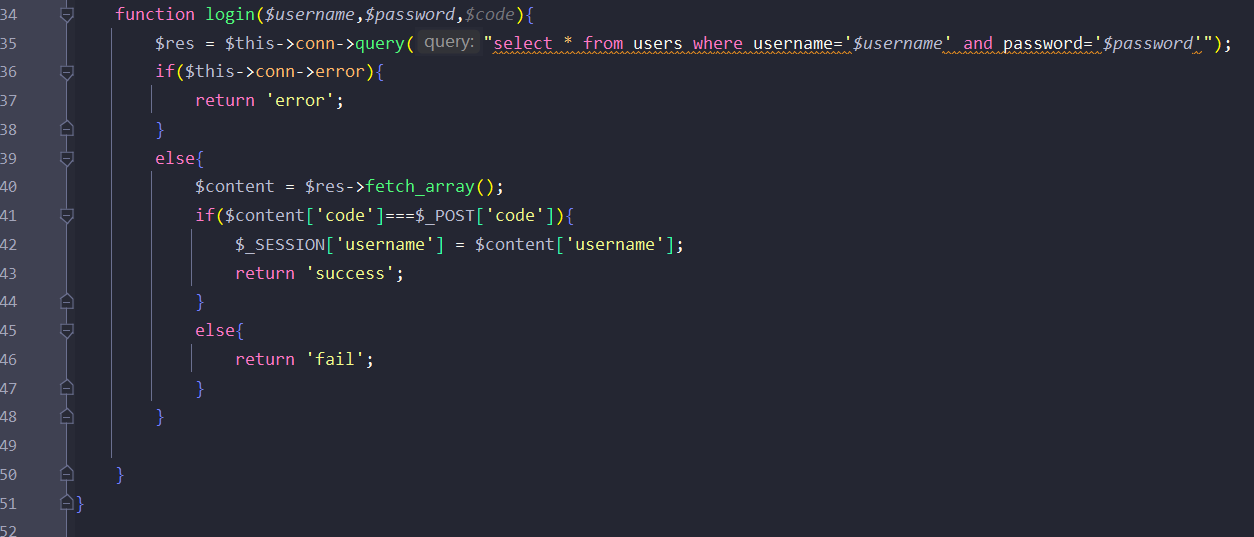 34 function login($username,$password,$code){
35 $res = $this->conn->query( query: "select * from users where username='$username' and password='$password'");
36 if($this->conn->error){
37 return 'error';
38 }
39 else{
40 $content = $res->fetch_array();
41 if($content['code']===$_POST['code']){
42 $_SESSION['username'] = $content['username'];
43 return 'success';
44 }
45 else{
46 return 'fail';
47 }
48 }
49
50 }
51 }
52